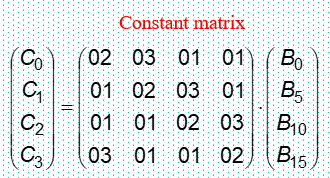 Constant matrix
C0 02 03 01 01 B0
C1 01 02 03 01 B5
C2 = 01 01 02 03 · B10
C3 03 01 01 02 B15